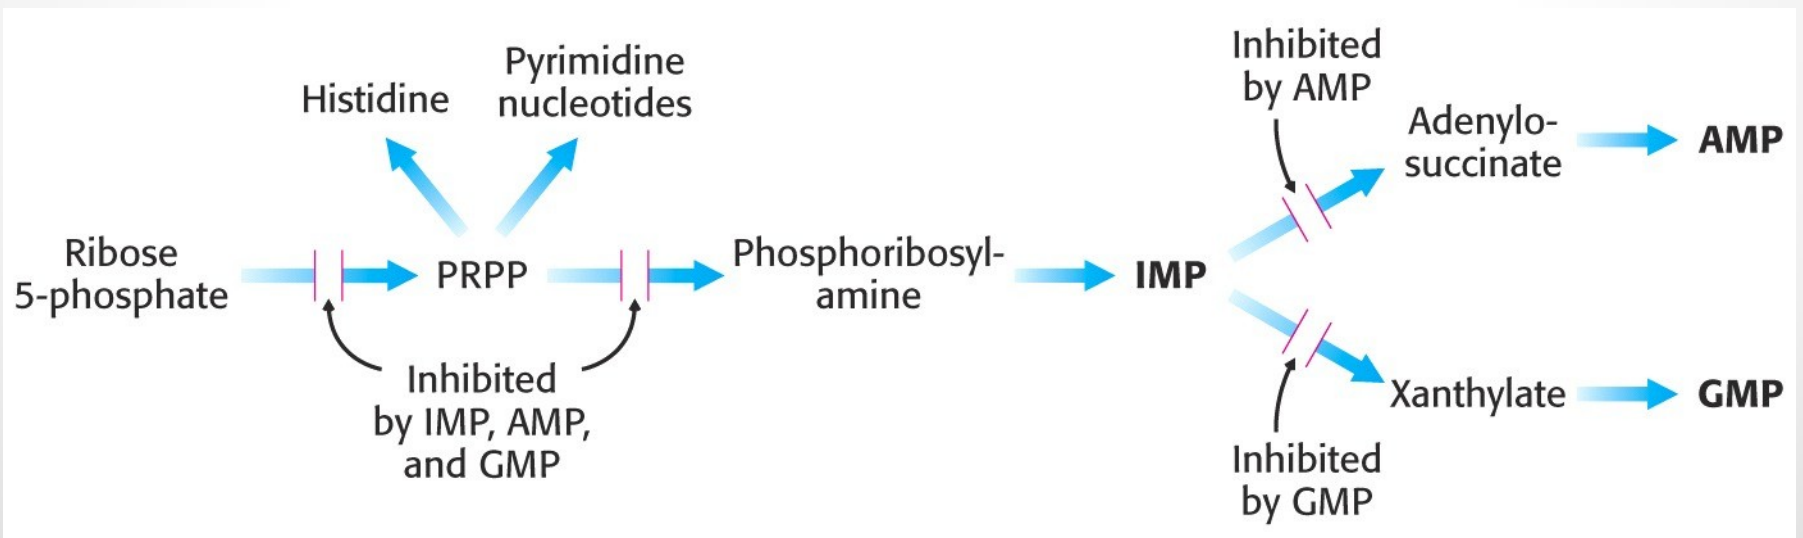 Histidine
Pyrimidine
nucleotides
Ribose
5-phosphate
PRPP
Phosphoribosyl-
amine
IMP
Inhibited
by IMP, AMP,
and GMP
Inhibited
by AMP
Adenylo-
succinate
AMP
Xanthylate
GMP
Inhibited
by GMP